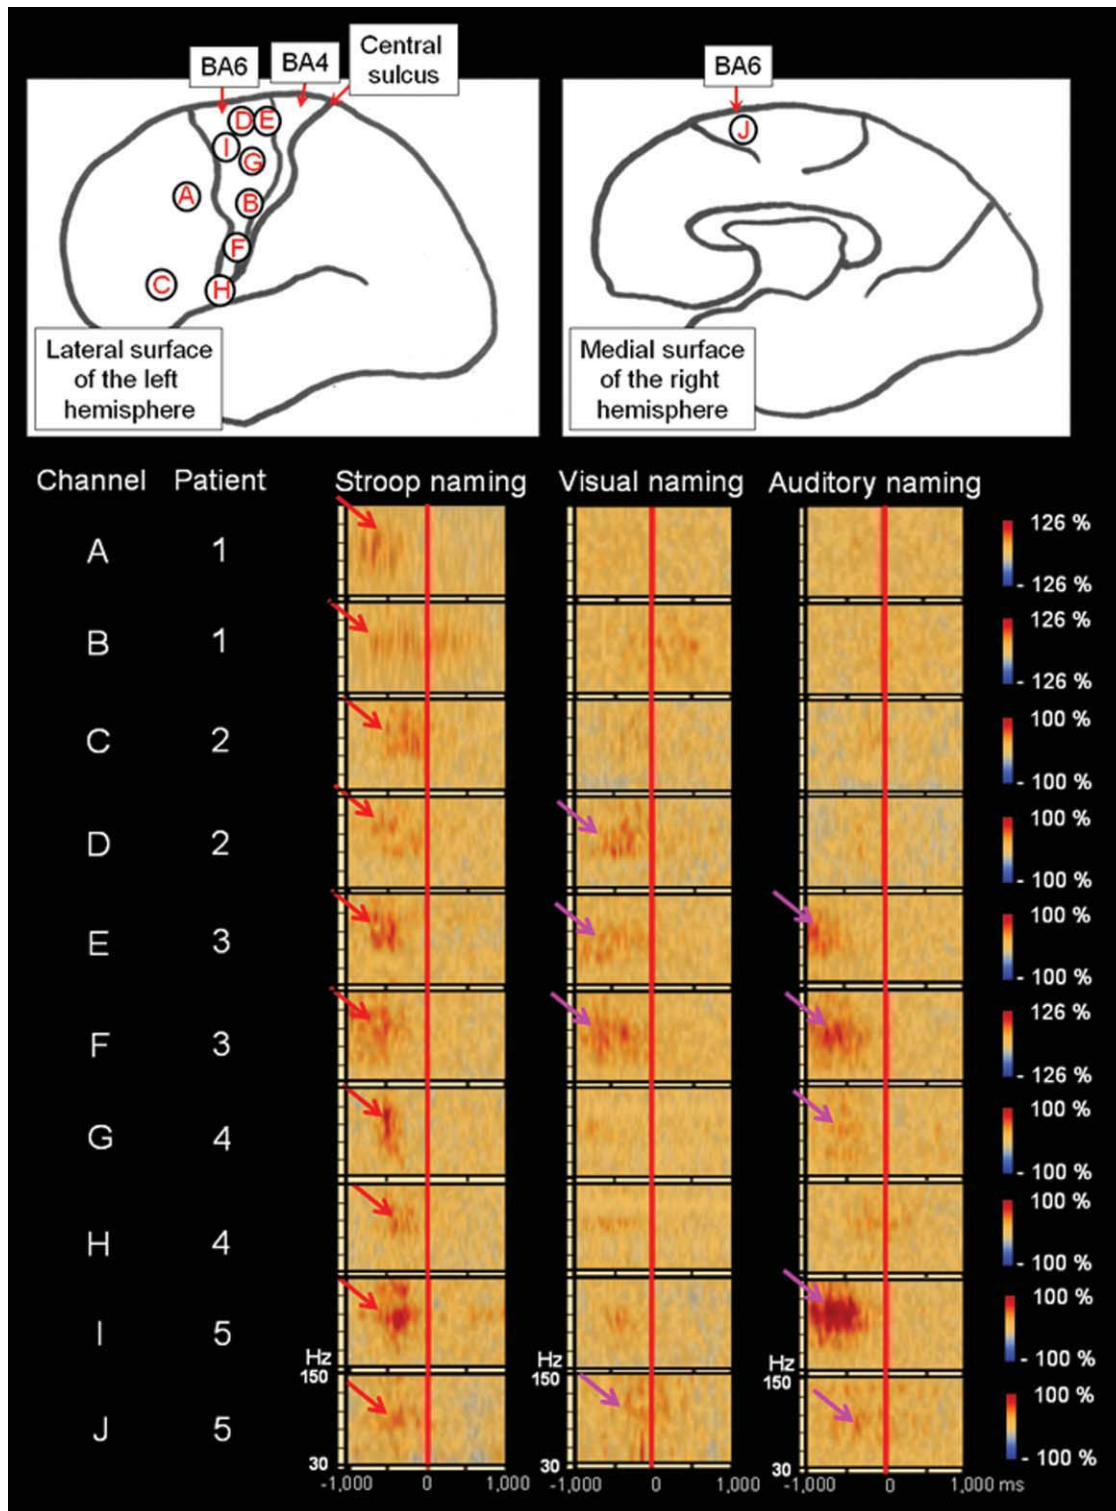 BA6
BA4
Central
sulcus
D
E
I
G
A
B
F
C
H
Lateral surface
of the left
hemisphere
BA6
J
Medial surface
of the right
hemisphere
Channel Patient Stroop naming Visual naming Auditory naming
A 1
126 %
- 126 %
B 1
126 %
- 126 %
C 2
100 %
- 100 %
D 2
100 %
- 100 %
E 3
100 %
- 100 %
F 3
126 %
- 126 %
G 4
100 %
- 100 %
H 4
100 %
- 100 %
I 5
100 %
- 100 %
Hz Hz Hz
150 150 150
J 5
100 %
- 100 %
30 30 30
-1,000 0 1,000 -1,000 0 1,000 -1,000 0 1,000 ms